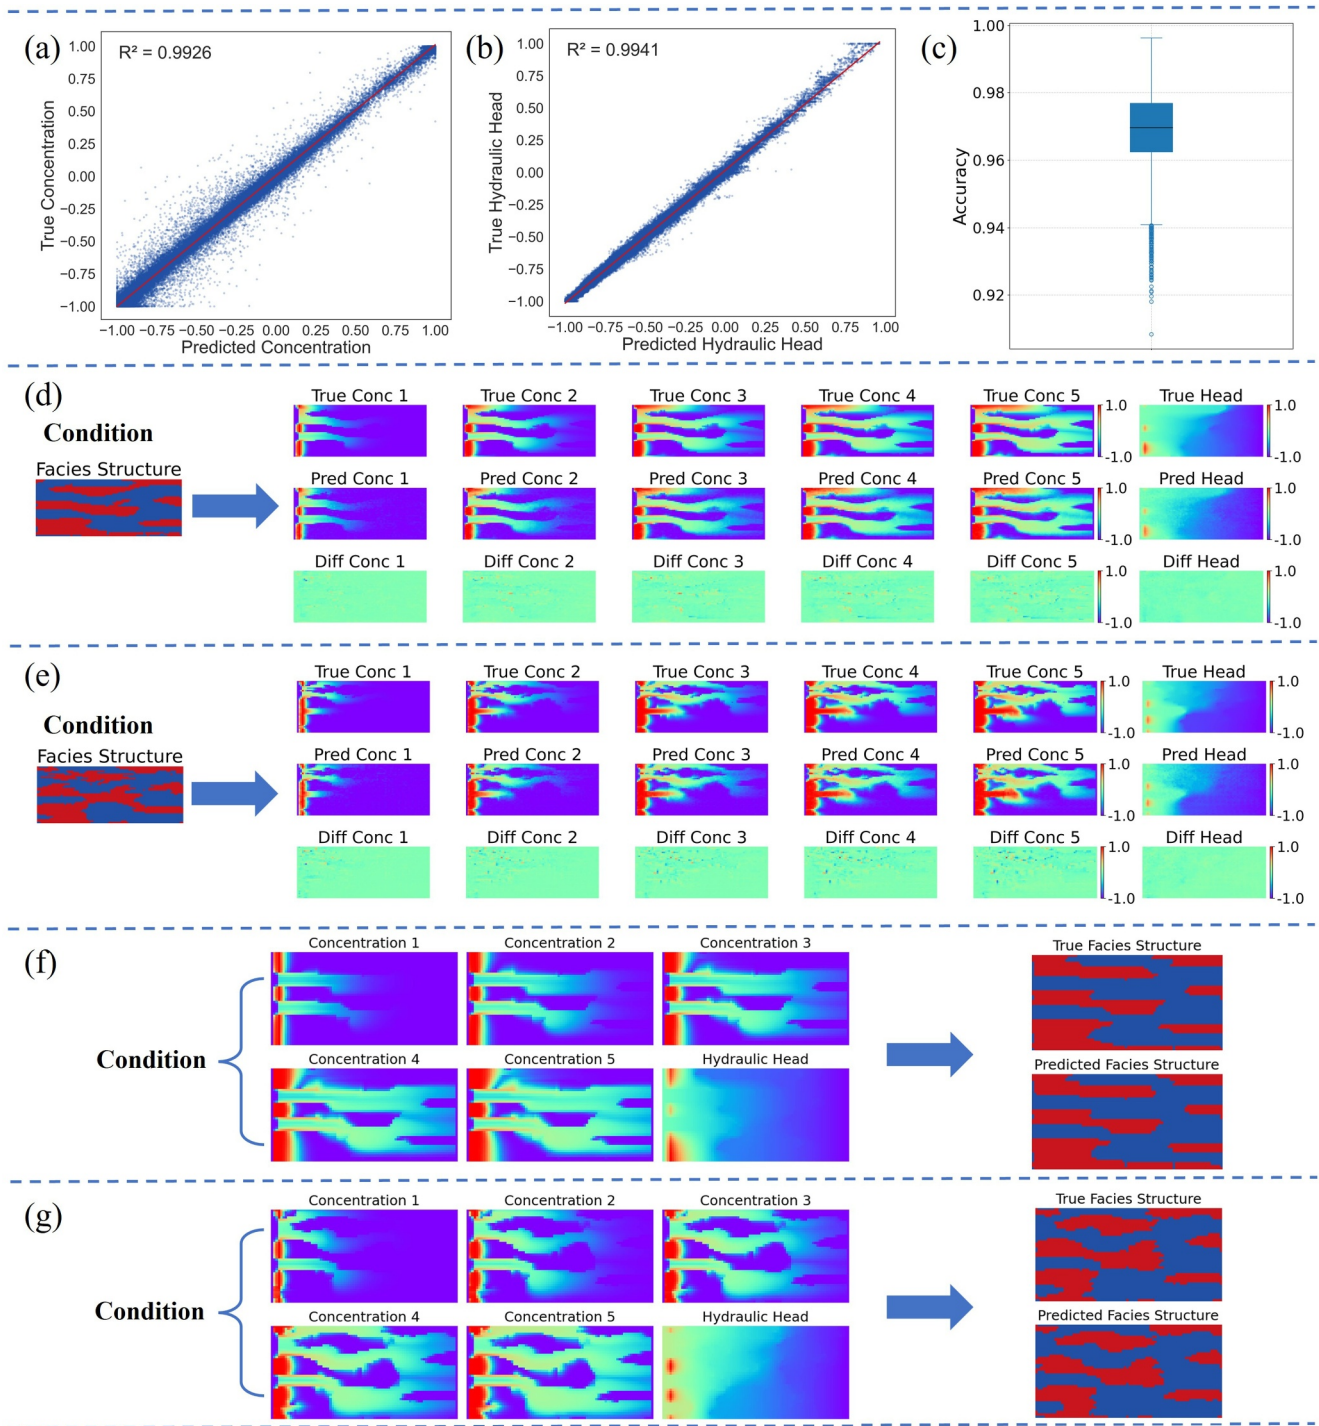 (a)
R² = 0.9926
True Concentration
1.00
0.75
0.50
0.25
0.00
−0.25
−0.50
−0.75
−1.00
−1.00 −0.75 −0.50 −0.25 0.00 0.25 0.50 0.75 1.00
Predicted Concentration
(b)
R² = 0.9941
True Hydraulic Head
1.00
0.75
0.50
0.25
0.00
−0.25
−0.50
−0.75
−1.00
−1.00 −0.75 −0.50 −0.25 0.00 0.25 0.50 0.75 1.00
Predicted Hydraulic Head
(c)
Accuracy
1.00
0.98
0.96
0.94
0.92
(d)
Condition
Facies Structure
True Conc 1 True Conc 2 True Conc 3 True Conc 4 True Conc 5 True Head
1.0 1.0
-1.0 -1.0
Pred Conc 1 Pred Conc 2 Pred Conc 3 Pred Conc 4 Pred Conc 5 Pred Head
1.0 1.0
-1.0 -1.0
Diff Conc 1 Diff Conc 2 Diff Conc 3 Diff Conc 4 Diff Conc 5 Diff Head
1.0 1.0
-1.0 -1.0
(e)
Condition
Facies Structure
True Conc 1 True Conc 2 True Conc 3 True Conc 4 True Conc 5 True Head
1.0 1.0
-1.0 -1.0
Pred Conc 1 Pred Conc 2 Pred Conc 3 Pred Conc 4 Pred Conc 5 Pred Head
1.0 1.0
-1.0 -1.0
Diff Conc 1 Diff Conc 2 Diff Conc 3 Diff Conc 4 Diff Conc 5 Diff Head
1.0 1.0
-1.0 -1.0
(f)
Condition
Concentration 1 Concentration 2 Concentration 3
Concentration 4 Concentration 5 Hydraulic Head
True Facies Structure
Predicted Facies Structure
(g)
Condition
Concentration 1 Concentration 2 Concentration 3
Concentration 4 Concentration 5 Hydraulic Head
True Facies Structure
Predicted Facies Structure